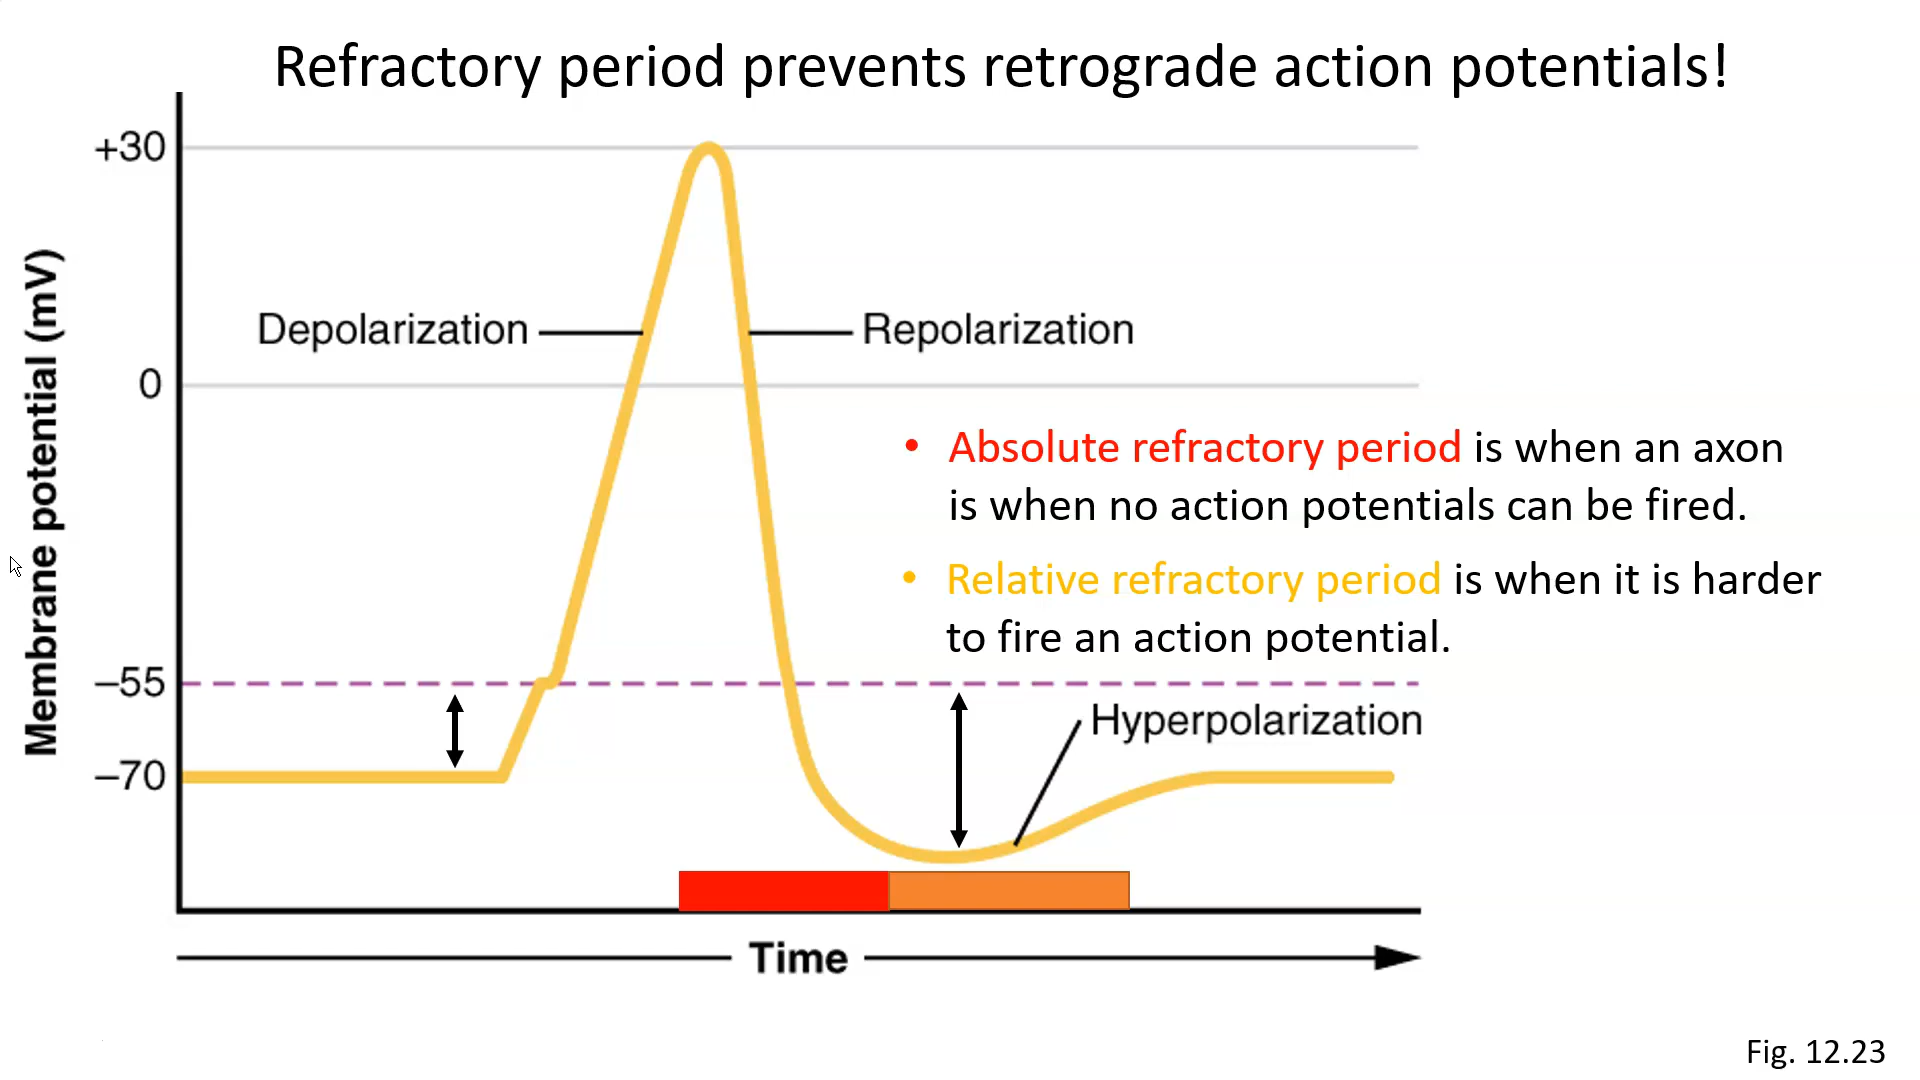 Refractory period prevents retrograde action potentials!
+30
Depolarization
Repolarization
0
Membrane potential (mV)
• Absolute refractory period is when an axon
is when no action potentials can be fired.
• Relative refractory period is when it is harder
to fire an action potential.
–55
Hyperpolarization
–70
Time
Fig. 12.23